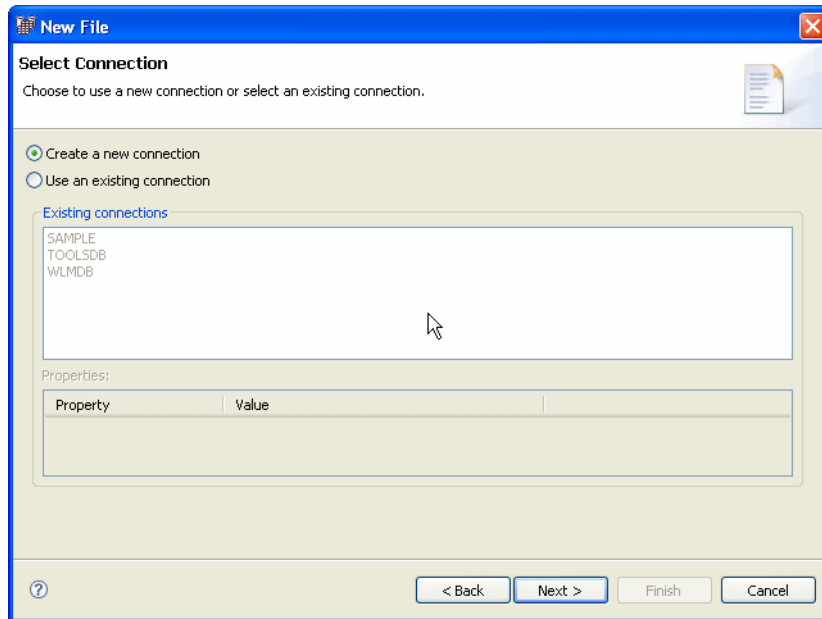 New File
Select Connection
Choose to use a new connection or select an existing connection.
Create a new connection
Use an existing connection
Existing connections
SAMPLE
TOOLSDB
WLMDB
Properties:
Property Value
? < Back Next > Finish Cancel